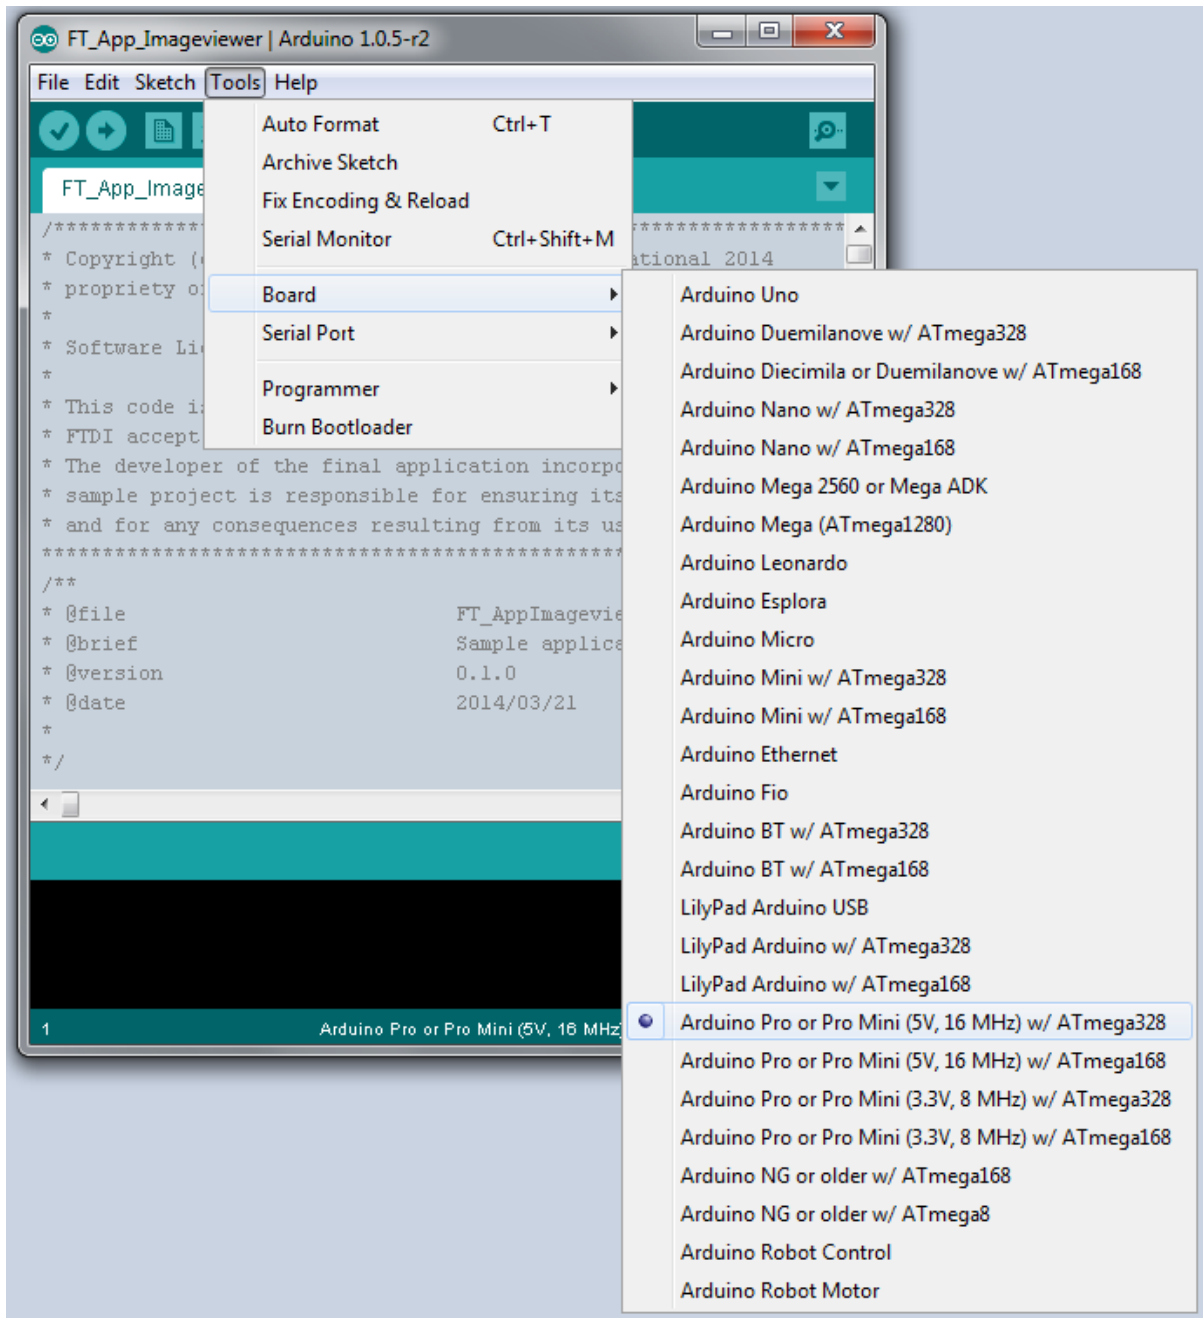 FT_App_Imageviewer | Arduino 1.0.5-r2
File Edit Sketch Tools Help
Auto Format Ctrl+T
Archive Sketch
Fix Encoding & Reload
Serial Monitor Ctrl+Shift+M
Board
Serial Port
Programmer
Burn Bootloader
FT_App_Image
/*************
* Copyright ( ational 2014
* propriety o
*
* Software Li
*
* This code i
* FTDI accept
* The developer of the final application incorpo
* sample project is responsible for ensuring its
* and for any consequences resulting from its us
/**
* @file FT_AppImagevie
* @brief Sample applica
* @version 0.1.0
* @date 2014/03/21
*
*/
1 Arduino Pro or Pro Mini (5V, 16 MHz)
Arduino Uno
Arduino Duemilanove w/ ATmega328
Arduino Diecimila or Duemilanove w/ ATmega168
Arduino Nano w/ ATmega328
Arduino Nano w/ ATmega168
Arduino Mega 2560 or Mega ADK
Arduino Mega (ATmega1280)
Arduino Leonardo
Arduino Esplora
Arduino Micro
Arduino Mini w/ ATmega328
Arduino Mini w/ ATmega168
Arduino Ethernet
Arduino Fio
Arduino BT w/ ATmega328
Arduino BT w/ ATmega168
LilyPad Arduino USB
LilyPad Arduino w/ ATmega328
LilyPad Arduino w/ ATmega168
Arduino Pro or Pro Mini (5V, 16 MHz) w/ ATmega328
Arduino Pro or Pro Mini (5V, 16 MHz) w/ ATmega168
Arduino Pro or Pro Mini (3.3V, 8 MHz) w/ ATmega328
Arduino Pro or Pro Mini (3.3V, 8 MHz) w/ ATmega168
Arduino NG or older w/ ATmega168
Arduino NG or older w/ ATmega8
Arduino Robot Control
Arduino Robot Motor